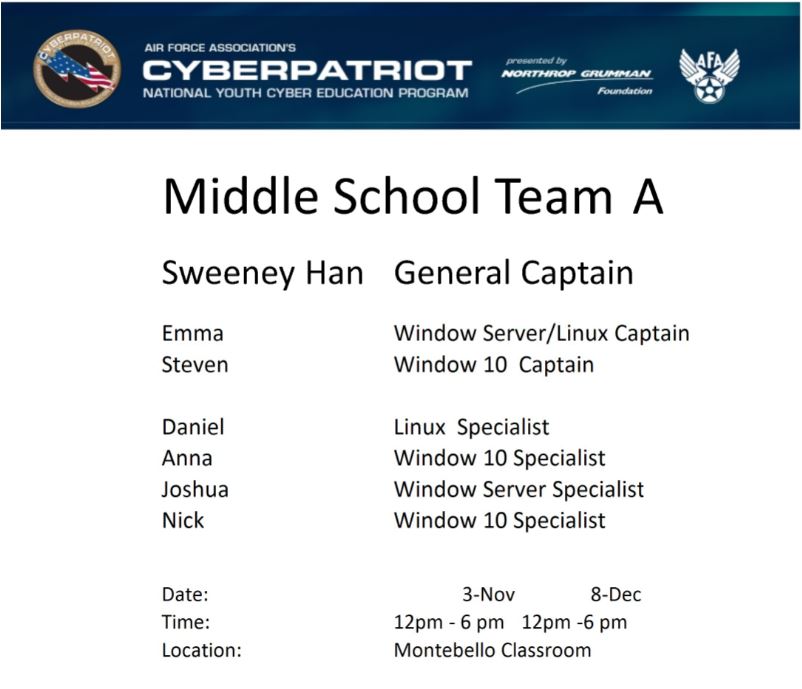 CYBERPATRIOT
AIR FORCE ASSOCIATION'S
CYBERPATRIOT
NATIONAL YOUTH CYBER EDUCATION PROGRAM
presented by
NORTHROP GRUMMAN
Foundation
AFA
Middle School Team A
Sweeney Han General Captain
Emma Window Server/Linux Captain
Steven Window 10 Captain
Daniel Linux Specialist
Anna Window 10 Specialist
Joshua Window Server Specialist
Nick Window 10 Specialist
Date: 3-Nov 8-Dec
Time: 12pm - 6 pm 12pm -6 pm
Location: Montebello Classroom